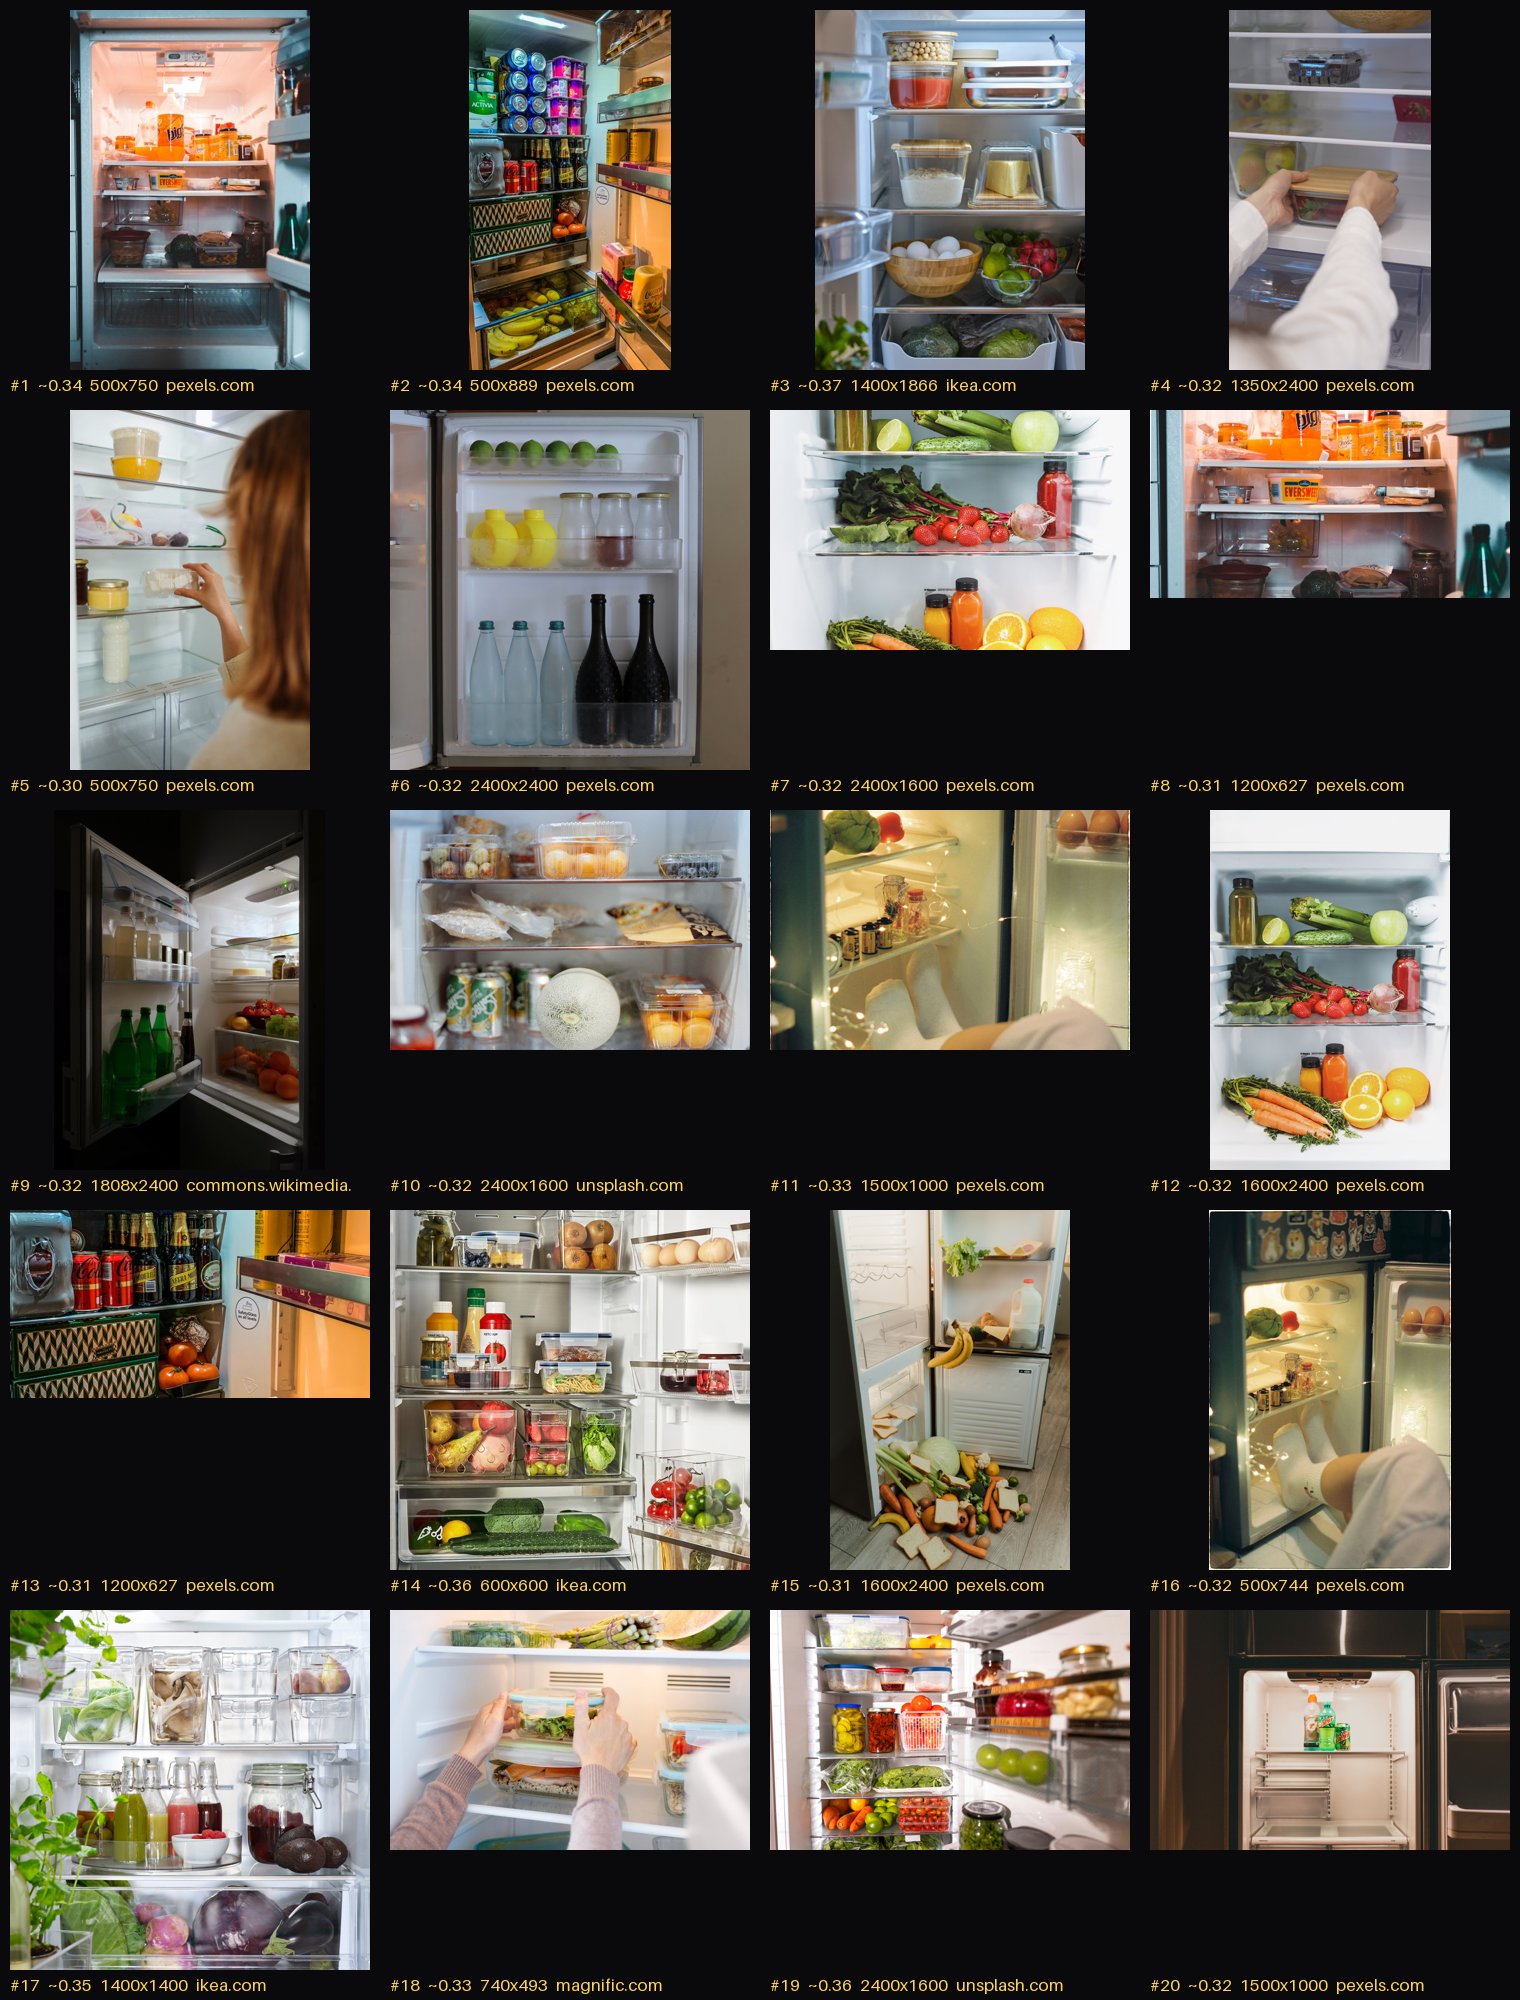 big
EVERSWEET
ACTIVIA
#1 ~0.34 500x750 pexels.com
#2 ~0.34 500x889 pexels.com
#3 ~0.37 1400x1866 ikea.com
#4 ~0.32 1350x2400 pexels.com
big
EVERSWEET
#5 ~0.30 500x750 pexels.com
#6 ~0.32 2400x2400 pexels.com
#7 ~0.32 2400x1600 pexels.com
#8 ~0.31 1200x627 pexels.com
#9 ~0.32 1808x2400 commons.wikimedia.
#10 ~0.32 2400x1600 unsplash.com
#11 ~0.33 1500x1000 pexels.com
#12 ~0.32 1600x2400 pexels.com
KETCHUP
#13 ~0.31 1200x627 pexels.com
#14 ~0.36 600x600 ikea.com
#15 ~0.31 1600x2400 pexels.com
#16 ~0.32 500x744 pexels.com
#17 ~0.35 1400x1400 ikea.com
#18 ~0.33 740x493 magnific.com
#19 ~0.36 2400x1600 unsplash.com
#20 ~0.32 1500x1000 pexels.com